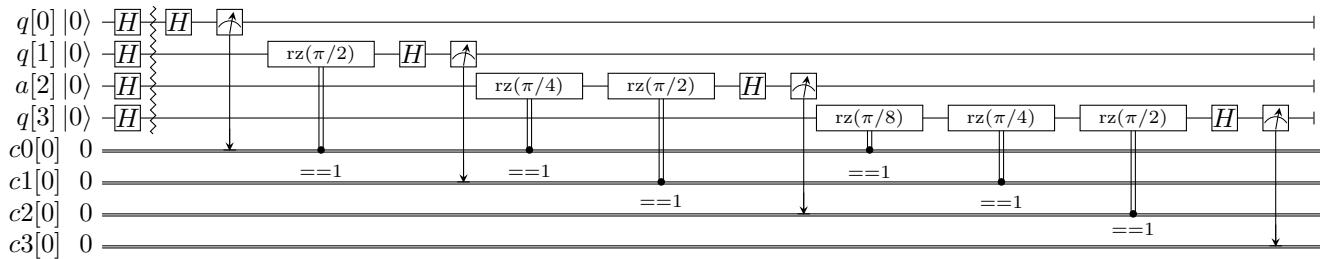 q[0] |0⟩ H H
q[1] |0⟩ H rz(π/2) H
a[2] |0⟩ H rz(π/4) rz(π/2) H
q[3] |0⟩ H rz(π/8) rz(π/4) rz(π/2) H
c0[0] 0
==1 ==1 ==1
c1[0] 0
==1 ==1
c2[0] 0
==1
c3[0] 0